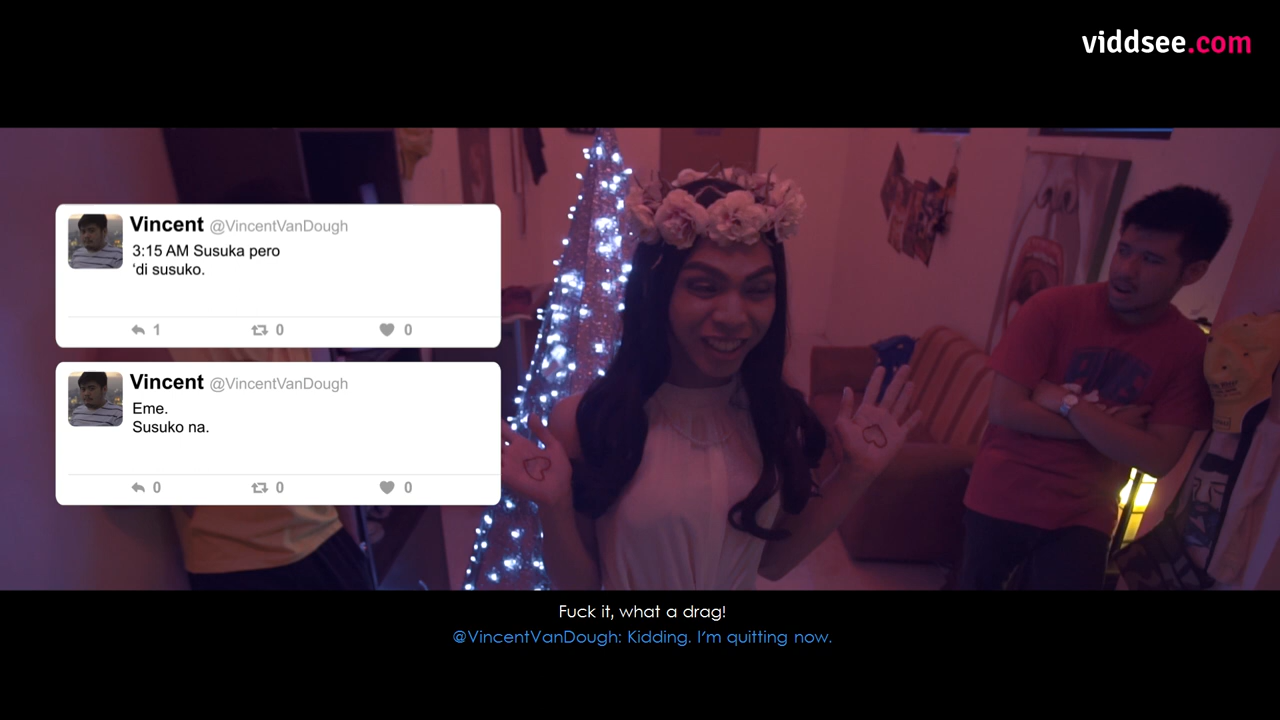 viddsee.com
Vincent @VincentVanDough
3:15 AM Susuka pero
'di susuko.
1 0 0
Vincent @VincentVanDough
Eme.
Susuko na.
0 0 0
Fuck it, what a drag!
@VincentVanDough: Kidding. I'm quitting now.